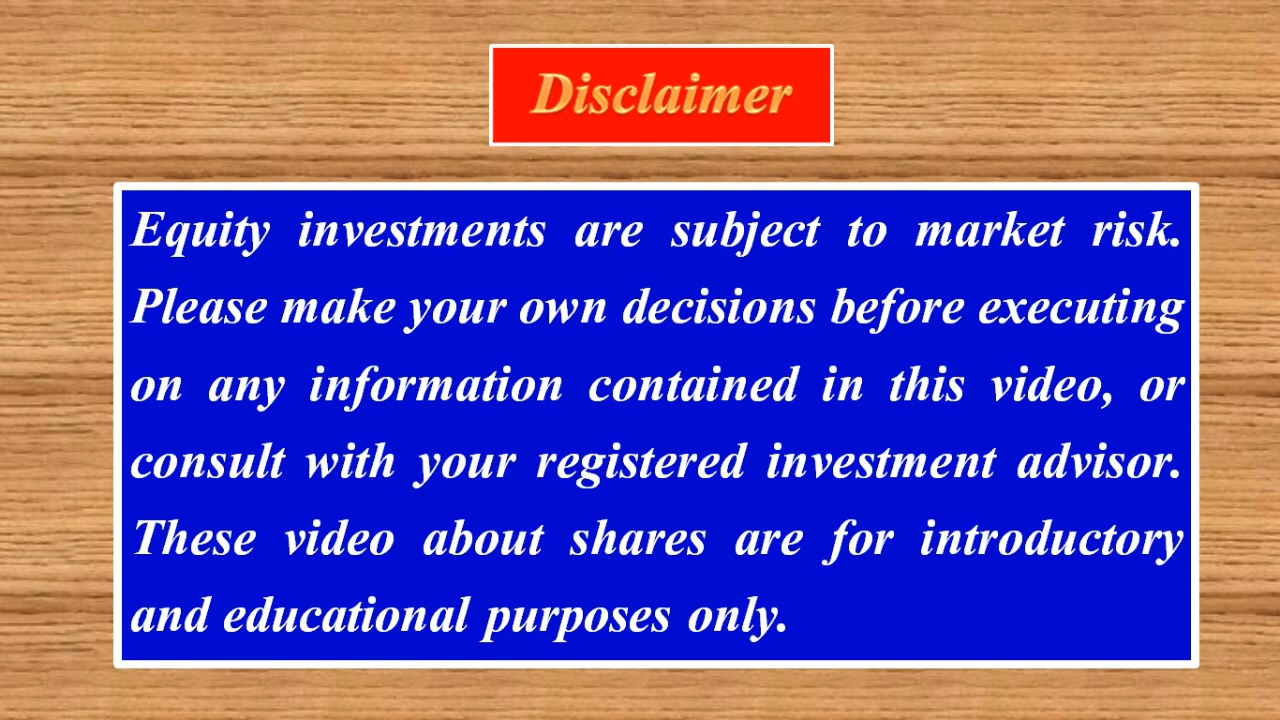 Disclaimer
Equity investments are subject to market risk.
Please make your own decisions before executing
on any information contained in this video, or
consult with your registered investment advisor.
These video about shares are for introductory
and educational purposes only.